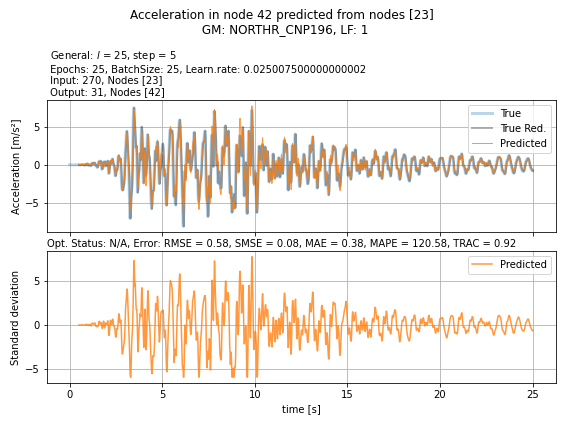 Acceleration in node 42 predicted from nodes [23]
GM: NORTHR_CNP196, LF: 1
General: l = 25, step = 5
Epochs: 25, BatchSize: 25, Learn.rate: 0.025007500000000002
Input: 270, Nodes [23]
Output: 31, Nodes [42]
Acceleration [m/s²]
5
0
−5
True
True Red.
Predicted
Opt. Status: N/A, Error: RMSE = 0.58, SMSE = 0.08, MAE = 0.38, MAPE = 120.58, TRAC = 0.92
Standard deviation
5
0
−5
Predicted
0 5 10 15 20 25
time [s]